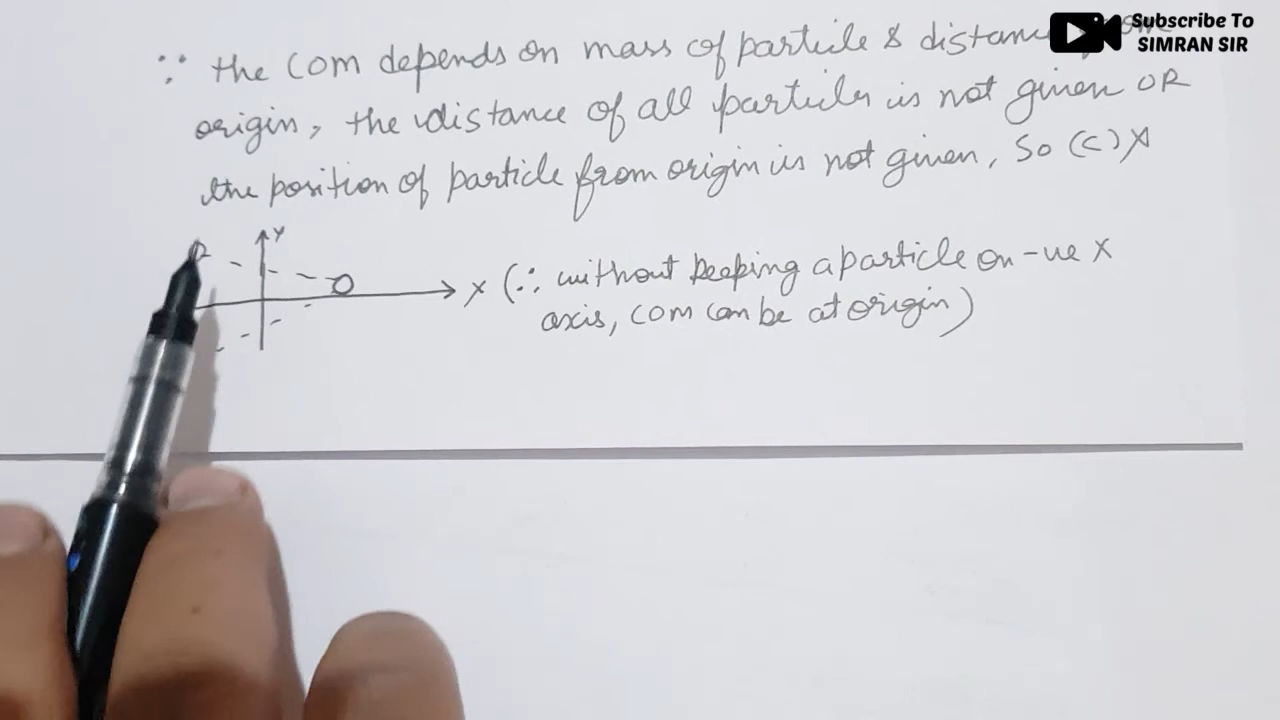 ∵ the COM depends on mass of particle & distance
origin, the distance of all particles is not given OR
the position of particle from origin is not given, So (c) X
Y
X (∵ without keeping a particle on -ve X
axis, COM can be at origin)
Subscribe To
SIMRAN SIR